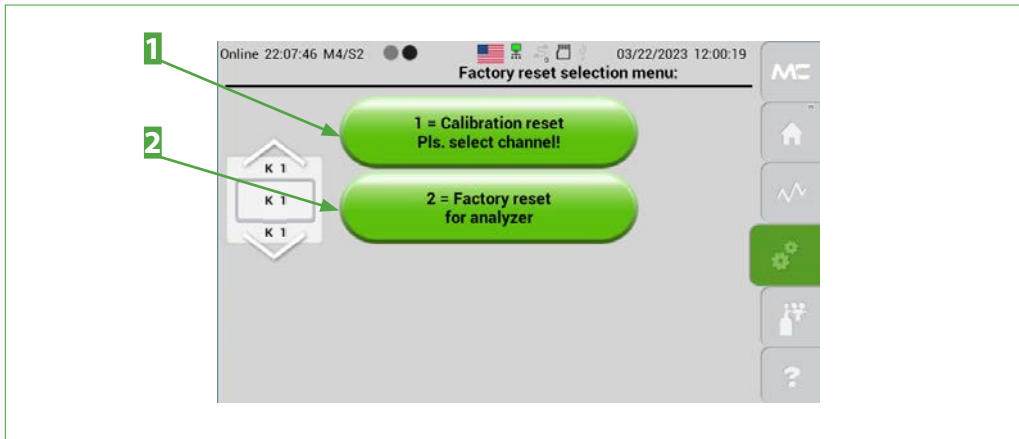 1
Online 22:07:46 M4/S2 03/22/2023 12:00:19
Factory reset selection menu:
MC
1 = Calibration reset
Pls. select channel!
2
K 1
K 1
K 1
2 = Factory reset
for analyzer
?